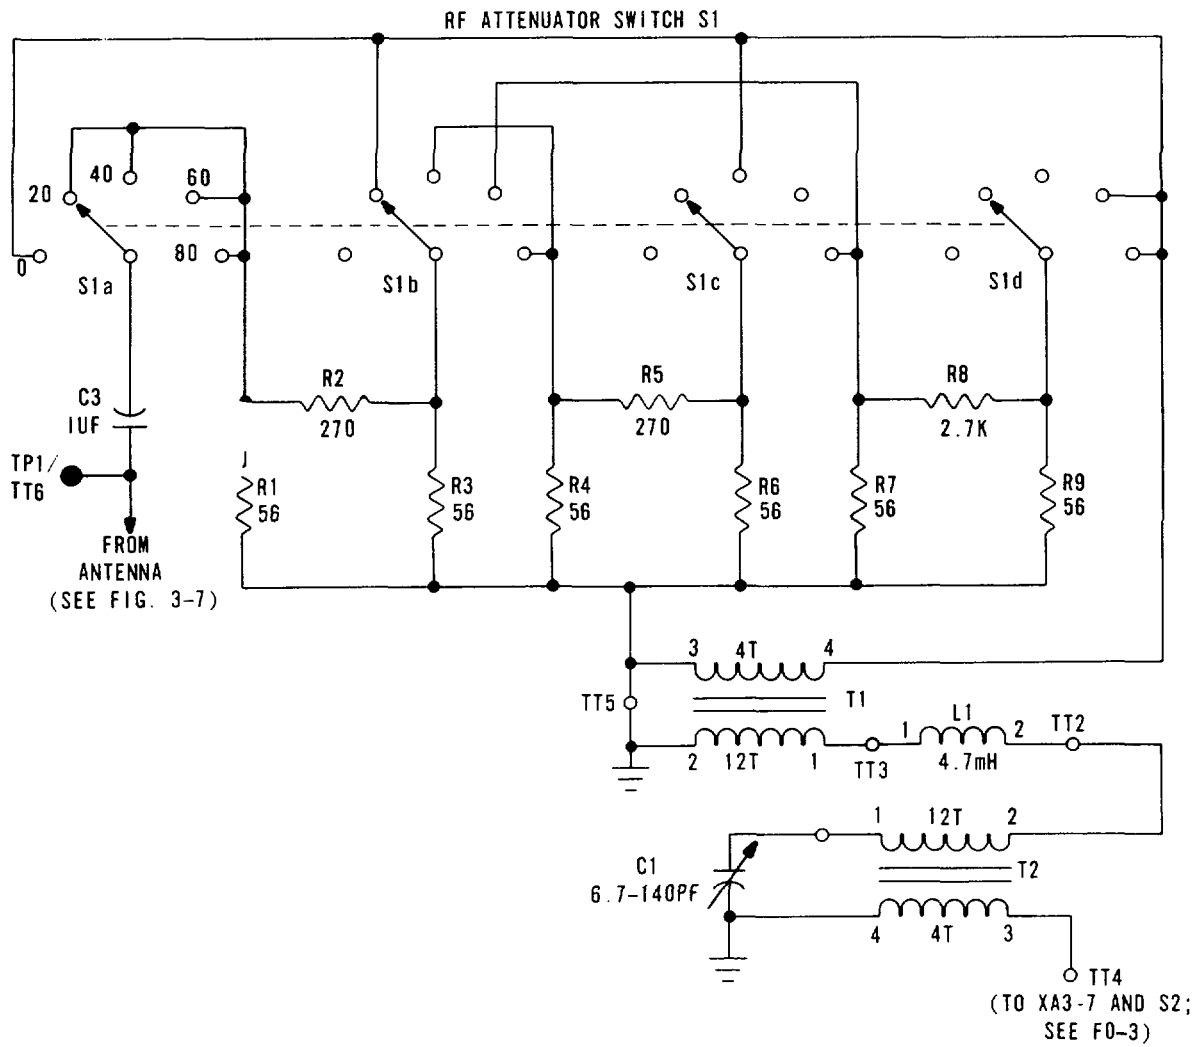 RF ATTENUATOR SWITCH S1
20
40
60
0
80
S1a
S1b
S1c
S1d
C3
1UF
TP1/
TT6
FROM
ANTENNA
(SEE FIG. 3-7)
R2
270
R5
270
R8
2.7K
R1
56
R3
56
R4
56
R6
56
R7
56
R9
56
3
4T
4
TT5
T1
2
12T
1
TT3
1
L1
2
4.7mH
TT2
1
12T
2
C1
6.7-140PF
T2
4
4T
3
TT4
(TO XA3-7 AND S2;
SEE FO-3)